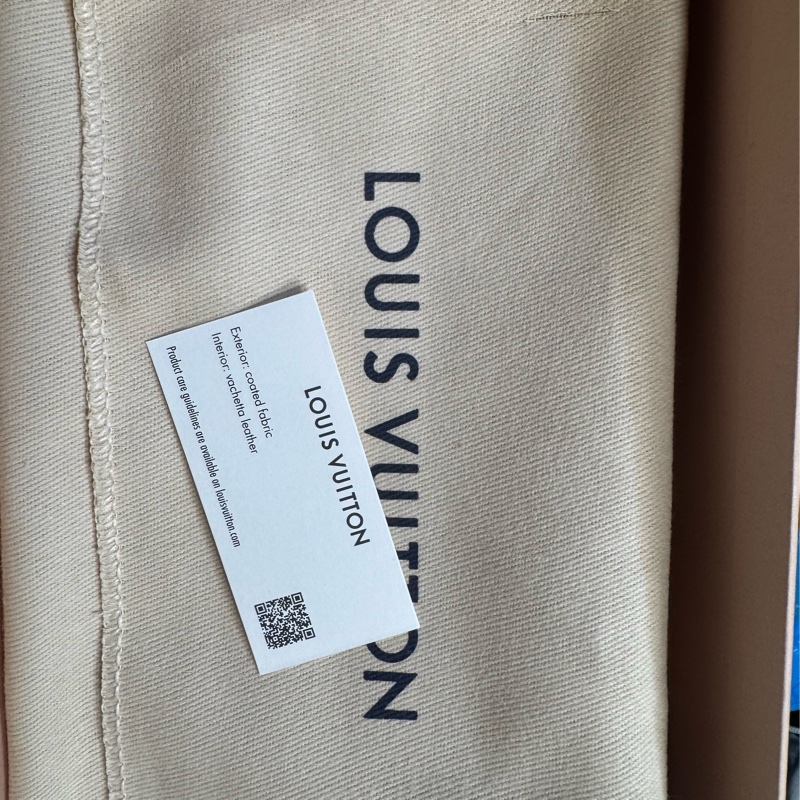 LOUIS VUITTON
LOUIS VUITTON
Exterior: coated fabric
Interior: vachetta leather
Product care guidelines are available on louisvuitton.com